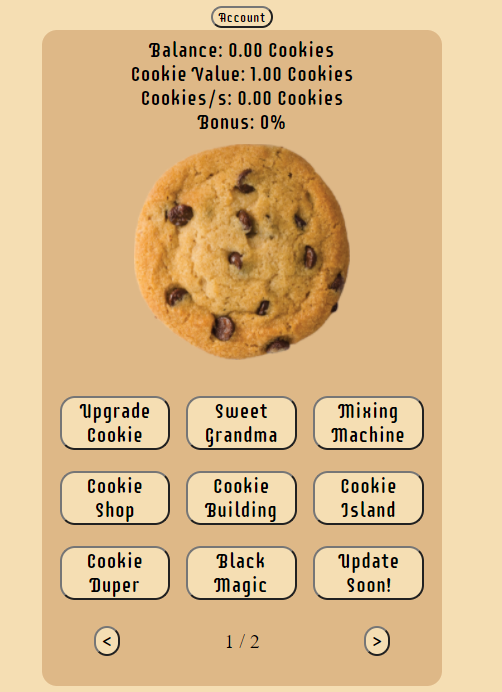 Account
Balance: 0.00 Cookies
Cookie Value: 1.00 Cookies
Cookies/s: 0.00 Cookies
Bonus: 0%
Upgrade
Cookie
Sweet
Grandma
Mixing
Machine
Cookie
Shop
Cookie
Building
Cookie
Island
Cookie
Duper
Black
Magic
Update
Soon!
< 1 / 2 >